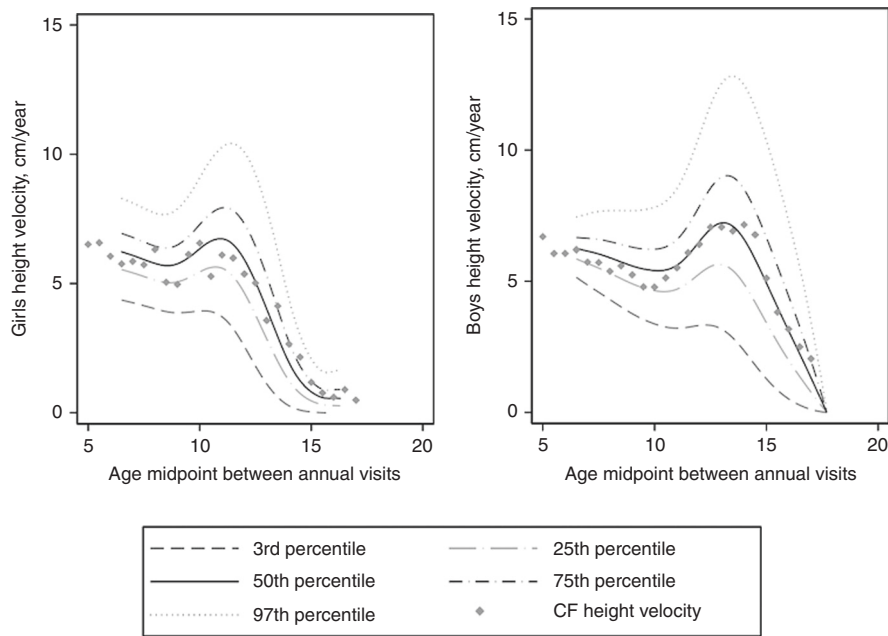 Girls height velocity, cm/year
15
10
5
0
5 10 15 20
Age midpoint between annual visits
Boys height velocity, cm/year
15
10
5
0
5 10 15 20
Age midpoint between annual visits
3rd percentile 25th percentile
50th percentile 75th percentile
97th percentile CF height velocity